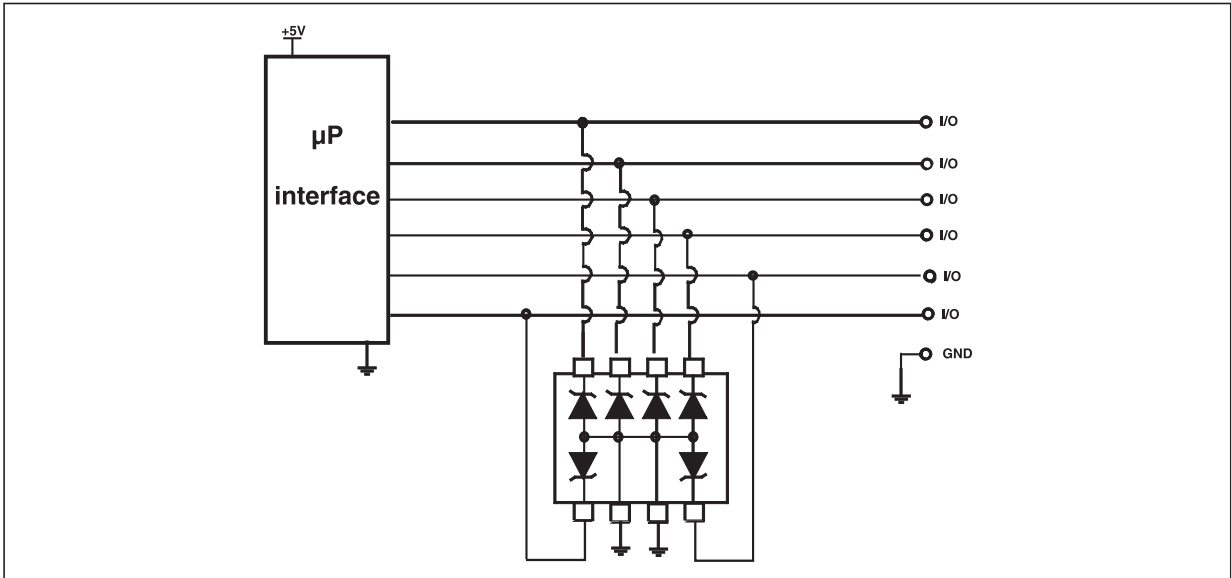 +5V
µP
interface
I/O
I/O
I/O
I/O
I/O
I/O
GND